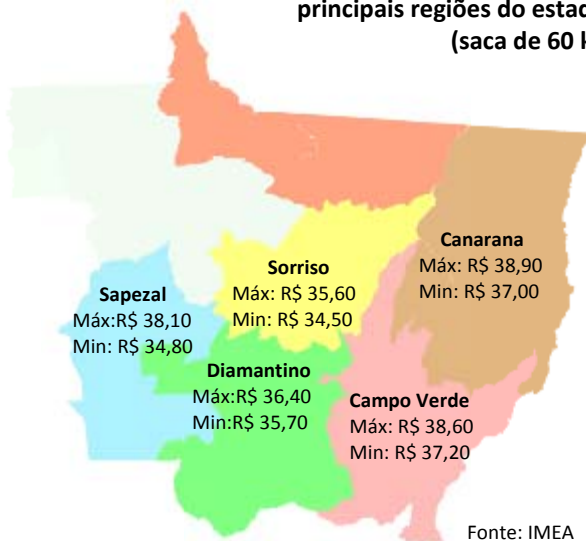 principais regiões do estad
(saca de 60 k
Canarana
Máx: R$ 38,90
Min: R$ 37,00
Sorriso
Máx: R$ 35,60
Min: R$ 34,50
Sapezal
Máx:R$ 38,10
Min: R$ 34,80
Diamantino
Máx:R$ 36,40
Min:R$ 35,70
Campo Verde
Máx: R$ 38,60
Min: R$ 37,20
Fonte: IMEA